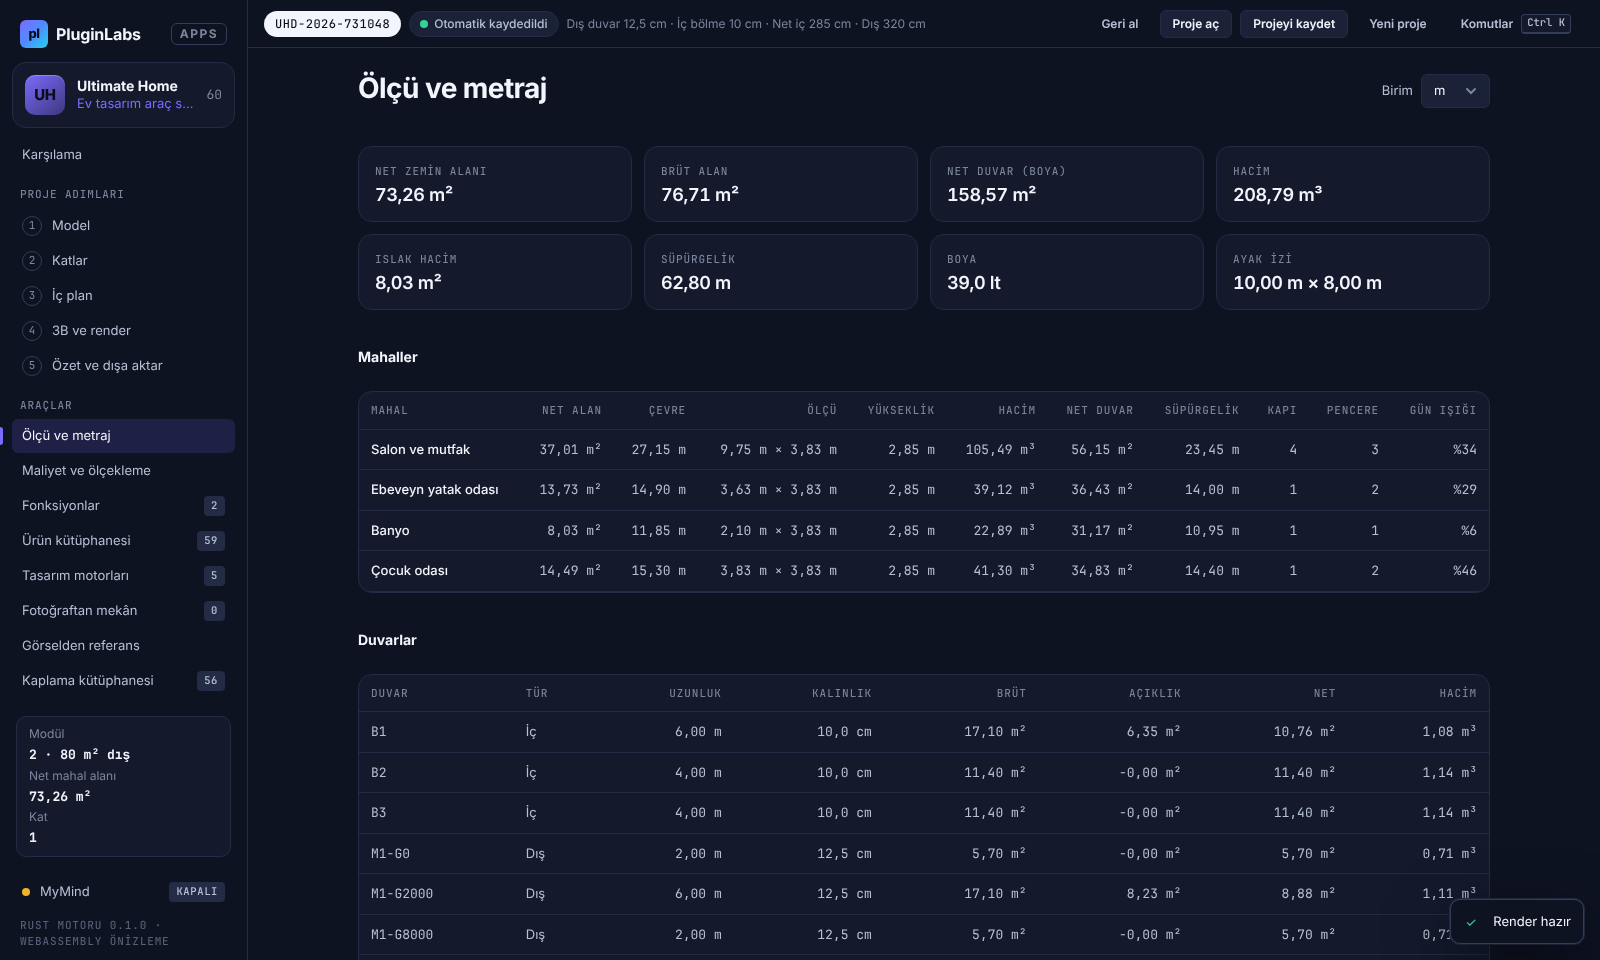 pl PluginLabs APPS
UH Ultimate Home 60
Ev tasarım araç s...
Karşılama
PROJE ADIMLARI
1 Model
2 Katlar
3 İç plan
4 3B ve render
5 Özet ve dışa aktar
ARAÇLAR
Ölçü ve metraj
Maliyet ve ölçekleme
Fonksiyonlar 2
Ürün kütüphanesi 59
Tasarım motorları 5
Fotoğraftan mekân 0
Görselden referans
Kaplama kütüphanesi 56
Modül
2 · 80 m² dış
Net mahal alanı
73,26 m²
Kat
1
MyMind KAPALI
RUST MOTORU 0.1.0 ·
WEBASSEMBLY ÖNİZLEME
UHD-2026-731048 Otomatik kaydedildi Dış duvar 12,5 cm · İç bölme 10 cm · Net iç 285 cm · Dış 320 cm Geri al Proje aç Projeyi kaydet Yeni proje Komutlar Ctrl K
Ölçü ve metraj Birim m
NET ZEMİN ALANI BRÜT ALAN NET DUVAR (BOYA) HACİM
73,26 m² 76,71 m² 158,57 m² 208,79 m³
ISLAK HACİM SÜPÜRGELİK BOYA AYAK İZİ
8,03 m² 62,80 m 39,0 lt 10,00 m × 8,00 m
Mahaller
MAHAL NET ALAN ÇEVRE ÖLÇÜ YÜKSEKLİK HACİM NET DUVAR SÜPÜRGELİK KAPI PENCERE GÜN IŞIĞI
Salon ve mutfak 37,01 m² 27,15 m 9,75 m × 3,83 m 2,85 m 105,49 m³ 56,15 m² 23,45 m 4 3 %34
Ebeveyn yatak odası 13,73 m² 14,90 m 3,63 m × 3,83 m 2,85 m 39,12 m³ 36,43 m² 14,00 m 1 2 %29
Banyo 8,03 m² 11,85 m 2,10 m × 3,83 m 2,85 m 22,89 m³ 31,17 m² 10,95 m 1 1 %6
Çocuk odası 14,49 m² 15,30 m 3,83 m × 3,83 m 2,85 m 41,30 m³ 34,83 m² 14,40 m 1 2 %46
Duvarlar
DUVAR TÜR UZUNLUK KALINLIK BRÜT AÇIKLIK NET HACİM
B1 İç 6,00 m 10,0 cm 17,10 m² 6,35 m² 10,76 m² 1,08 m³
B2 İç 4,00 m 10,0 cm 11,40 m² -0,00 m² 11,40 m² 1,14 m³
B3 İç 4,00 m 10,0 cm 11,40 m² -0,00 m² 11,40 m² 1,14 m³
M1-G0 Dış 2,00 m 12,5 cm 5,70 m² -0,00 m² 5,70 m² 0,71 m³
M1-G2000 Dış 6,00 m 12,5 cm 17,10 m² 8,23 m² 8,88 m² 1,11 m³
M1-G8000 Dış 2,00 m 12,5 cm 5,70 m² -0,00 m² 5,70 m²
Render hazır